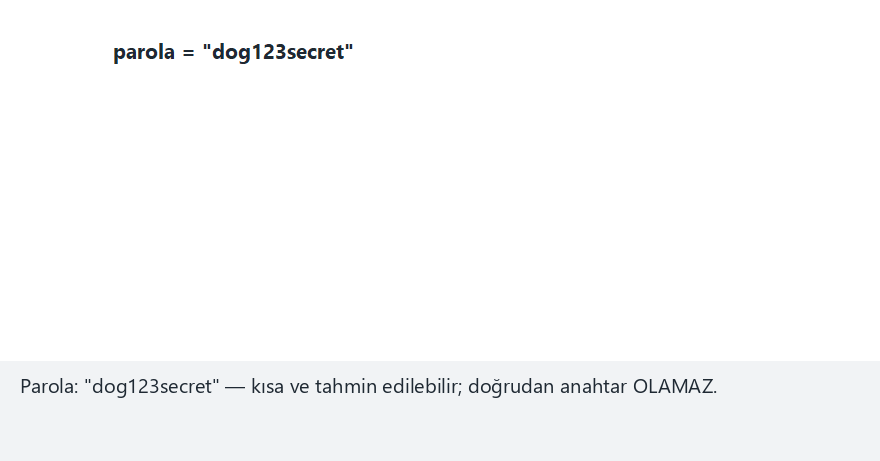 parola = "dog123secret"
Parola: "dog123secret" — kısa ve tahmin edilebilir; doğrudan anahtar OLAMAZ.